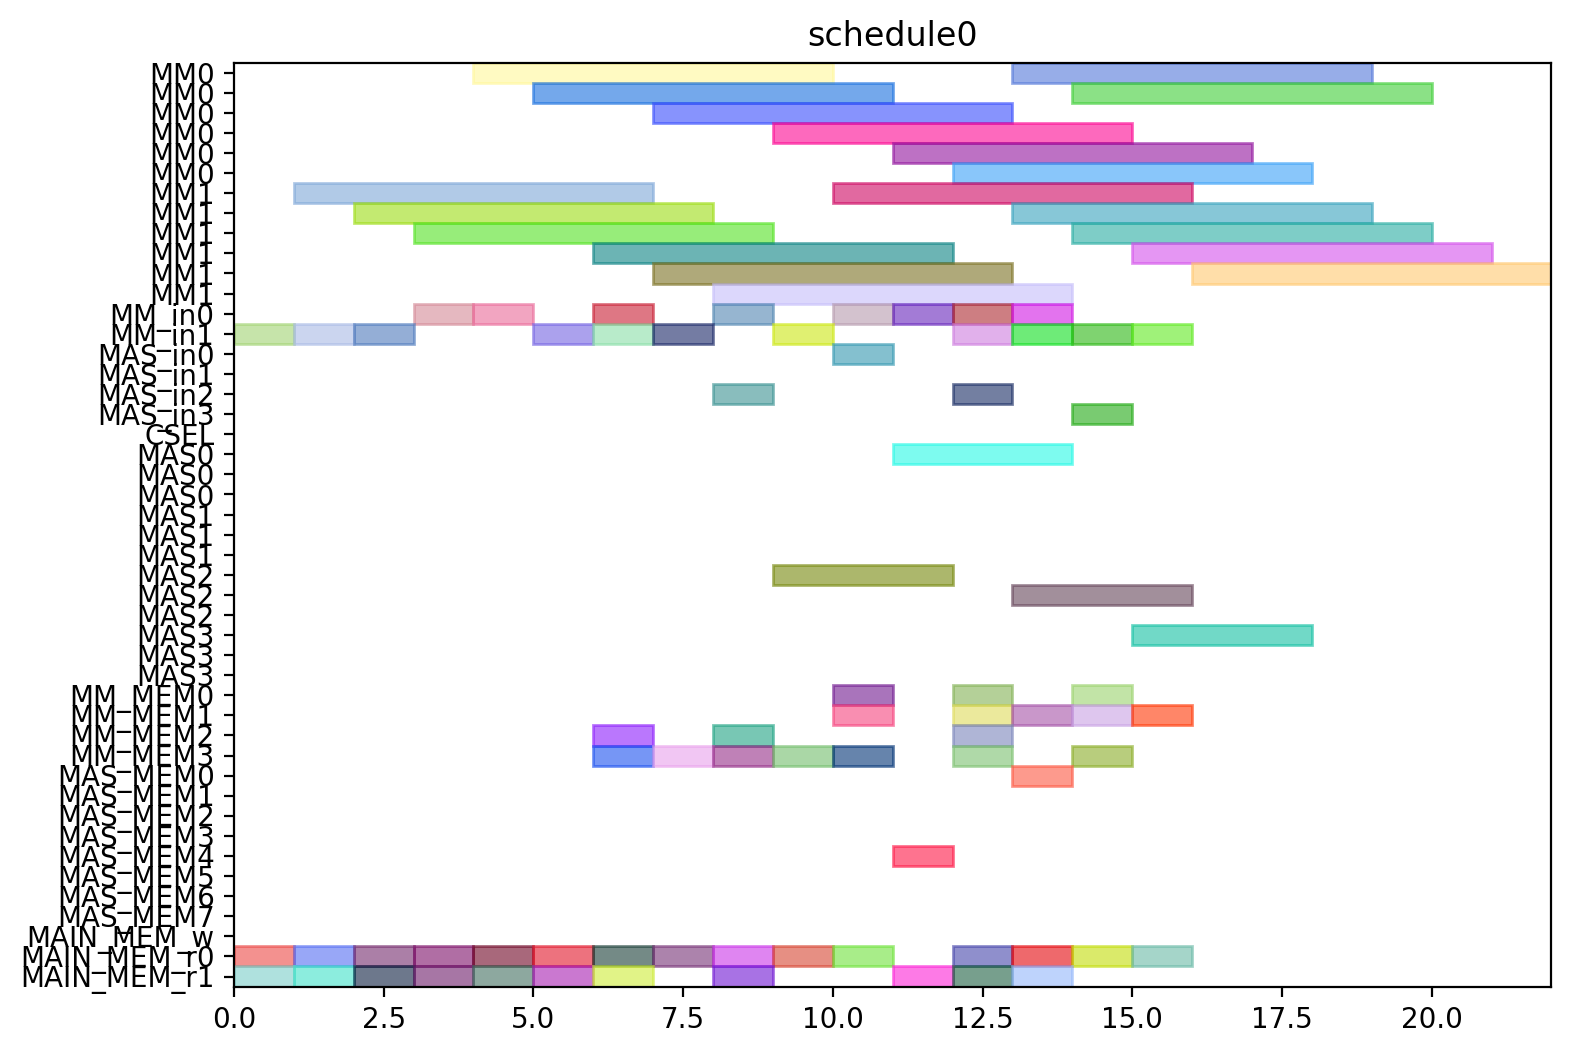 schedule0
MM0
MM0
MM0
MM0
MM0
MM0
MM1
MM1
MM1
MM1
MM1
MM1
MM_in0
MM_in1
MAS_in0
MAS_in1
MAS_in2
MAS_in3
CSEL
MAS0
MAS0
MAS0
MAS1
MAS1
MAS1
MAS2
MAS2
MAS2
MAS3
MAS3
MAS3
MM_MEM0
MM_MEM1
MM_MEM2
MM_MEM3
MAS_MEM0
MAS_MEM1
MAS_MEM2
MAS_MEM3
MAS_MEM4
MAS_MEM5
MAS_MEM6
MAS_MEM7
MAIN_MEM_w
MAIN_MEM_r0
MAIN_MEM_r1
0.0 2.5 5.0 7.5 10.0 12.5 15.0 17.5 20.0